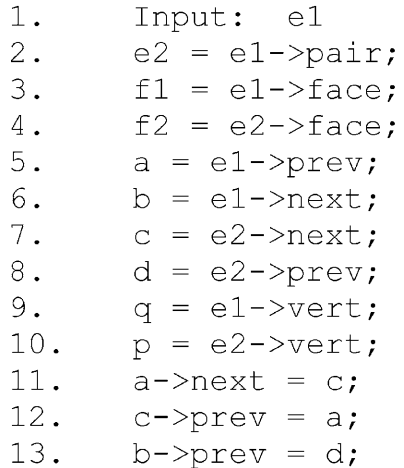 1. Input: e1
2. e2 = e1->pair;
3. f1 = e1->face;
4. f2 = e2->face;
5. a = e1->prev;
6. b = e1->next;
7. c = e2->next;
8. d = e2->prev;
9. q = e1->vert;
10. p = e2->vert;
11. a->next = c;
12. c->prev = a;
13. b->prev = d;